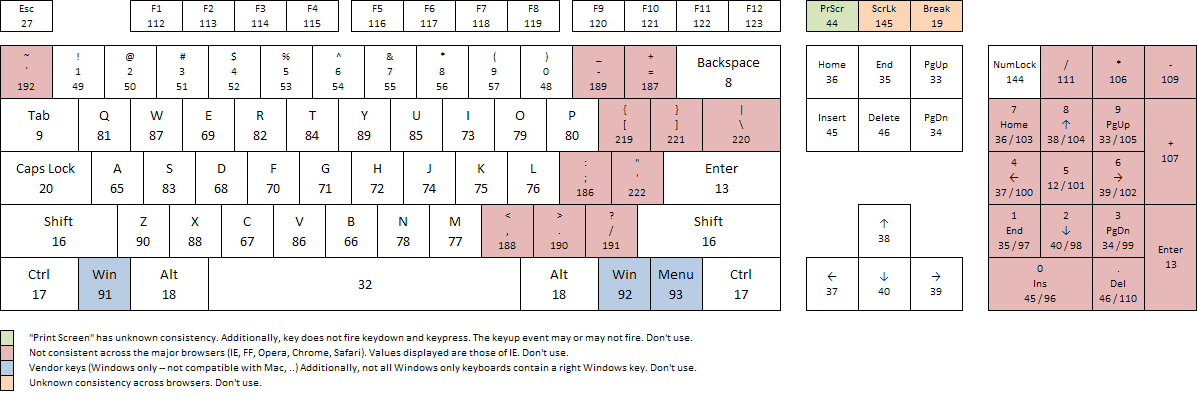 Esc F1 F2 F3 F4 F5 F6 F7 F8 F9 F10 F11 F12 PrScr ScrLk Break
27 112 113 114 115 116 117 118 119 120 121 122 123 44 145 19
~ ! @ # $ % ^ & * ( ) _ + Backspace Home End PgUp NumLock / * -
` 1 2 3 4 5 6 7 8 9 0 - =
192 49 50 51 52 53 54 55 56 57 48 189 187 8 36 35 33 144 111 106 109
Tab Q W E R T Y U I O P { } | Insert Delete PgDn 7 8 9
[ ] \ Home ↑ PgUp +
9 81 87 69 82 84 89 85 73 79 80 219 221 220 45 46 34 36/103 38/104 33/105 107
Caps Lock A S D F G H J K L : " Enter 4 5 6
; ' ← →
20 65 83 68 70 71 72 74 75 76 186 222 13 37/100 12/101 39/102
Shift Z X C V B N M < > ? Shift ↑ 1 2 3
, . / End ↓ PgDn Enter
16 90 88 67 86 66 78 77 188 190 191 16 38 35/97 40/98 34/99 13
Ctrl Win Alt 32 Alt Win Menu Ctrl ← ↓ → 0 .
Ins Del
17 91 18 18 92 93 17 37 40 39 45/96 46/110
"Print Screen" has unknown consistency. Additionally, key does not fire keydown and keypress. The keyup event may or may not fire. Don't use.
Not consistent across the major browsers (IE, FF, Opera, Chrome, Safari). Values displayed are those of IE. Don't use.
Vendor keys (Windows only -- not compatible with Mac, ..) Additionally, not all Windows only keyboards contain a right Windows key. Don't use.
Unknown consistency across browsers. Don't use.